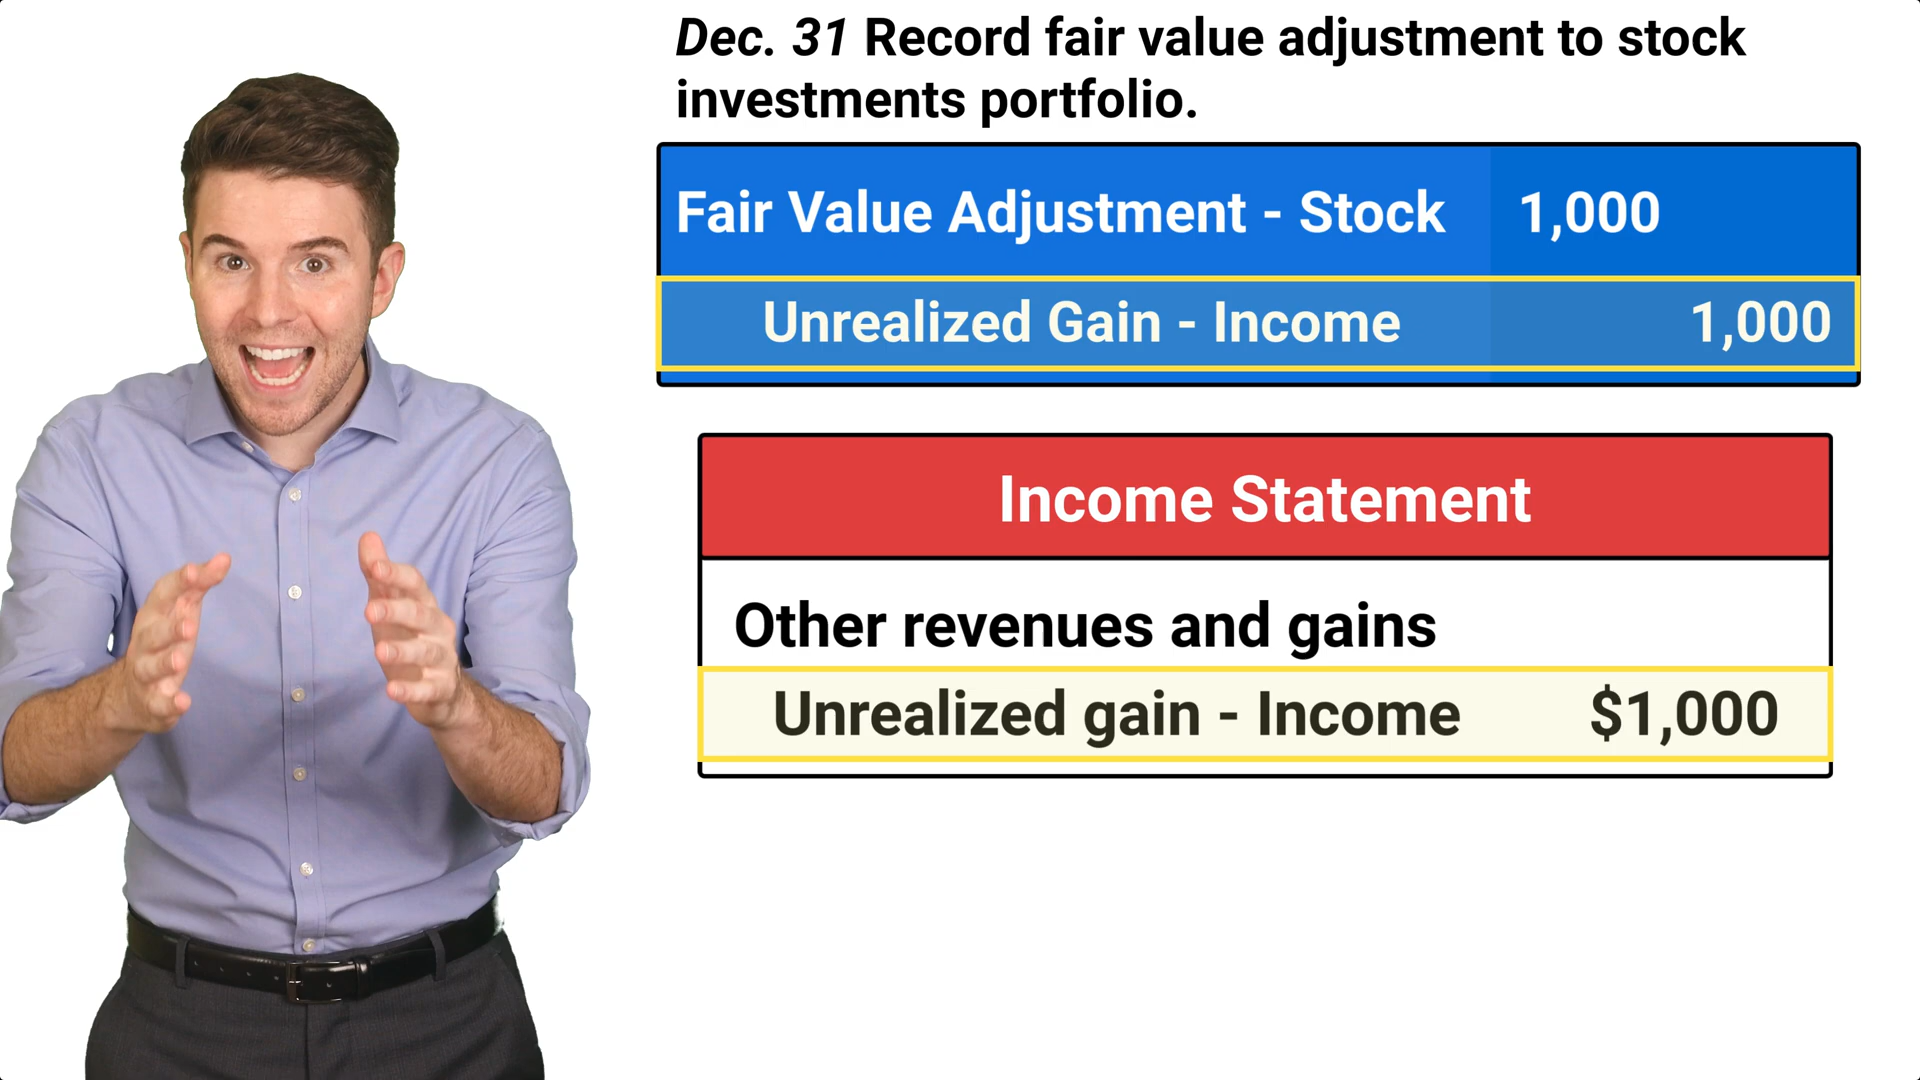 Dec. 31 Record fair value adjustment to stock
investments portfolio.
Fair Value Adjustment - Stock 1,000
Unrealized Gain - Income 1,000
Income Statement
Other revenues and gains
Unrealized gain - Income $1,000